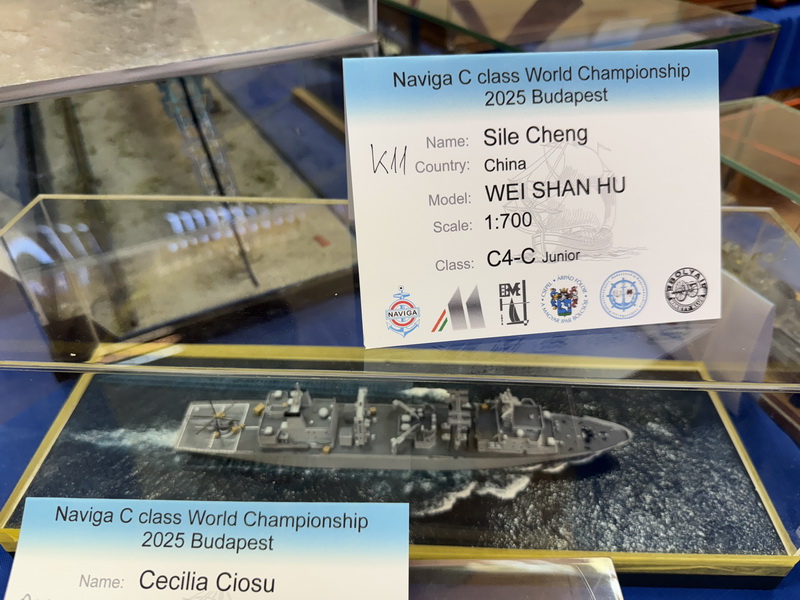 Naviga C class World Championship
2025 Budapest
Name: Sile Cheng
K11
Country: China
Model: WEI SHAN HU
Scale: 1:700
Class: C4-C Junior
NAVIGA
Naviga C class World Championship
2025 Budapest
Name: Cecilia Ciosu